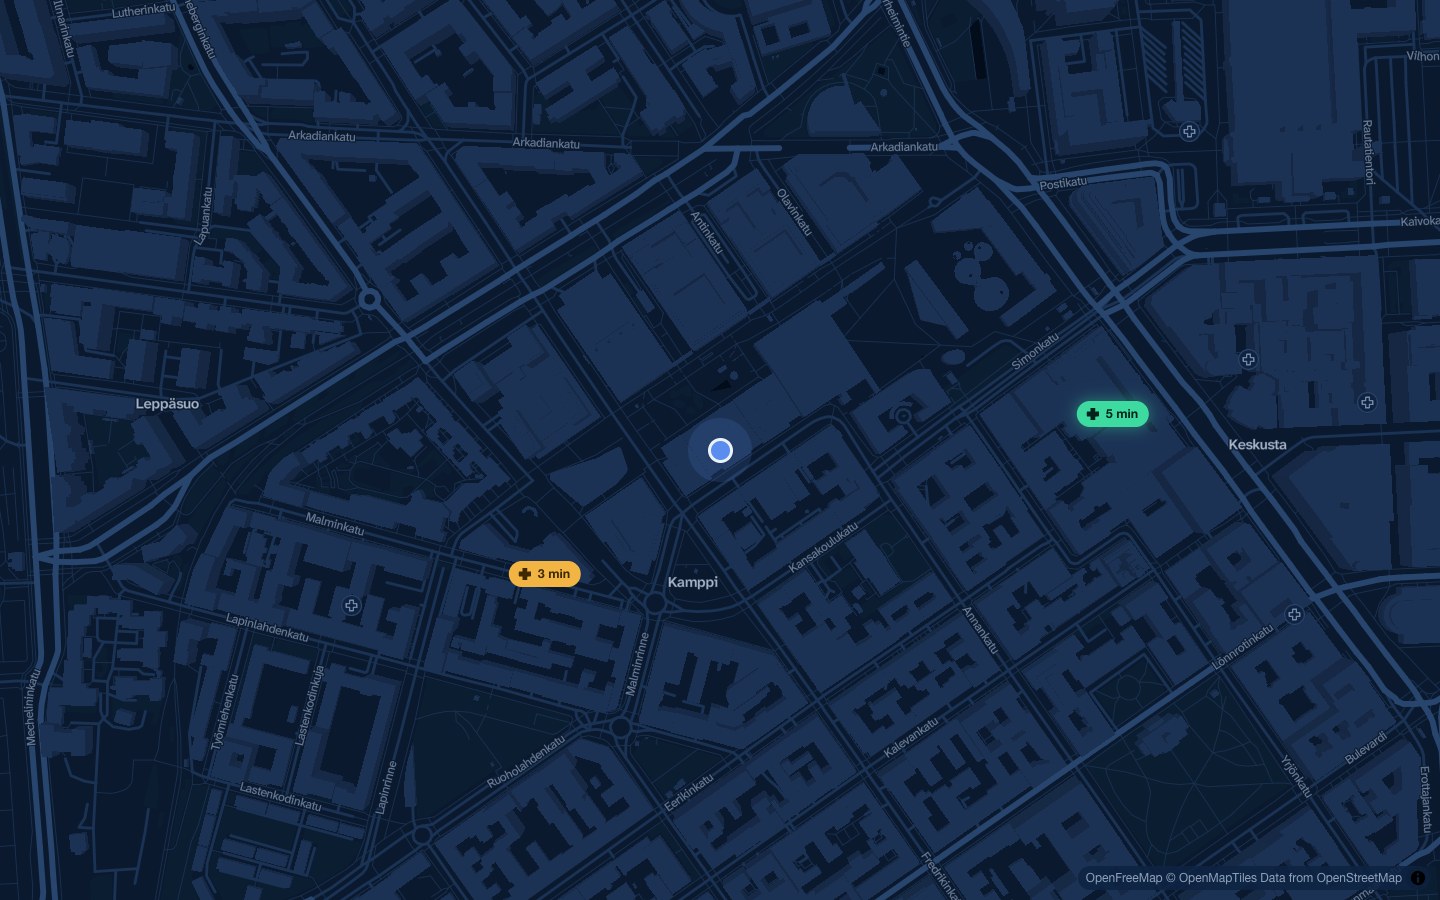 Lutherinkatu
Ilmarinkatu
Arkadiankatu
Arkadiankatu
Arkadiankatu
Postikatu
Rautatientori
Lapuankatu
Antinkatu
Olavinkatu
Simonkatu
Leppäsuo
5 min
Keskusta
Malminkatu
Kansakoulukatu
3 min
Kamppi
Lapinlahdenkatu
Annankatu
Lönnrotinkatu
Malminrinne
Mechelininkatu
Työmiehenkatu
Lastenkodinkuja
Ruoholahdenkatu
Kalevankatu
Bulevardi
Eerikinkatu
Lapinrinne
Lastenkodinkatu
Yrjönkatu
Erottajankatu
OpenFreeMap © OpenMapTiles Data from OpenStreetMap